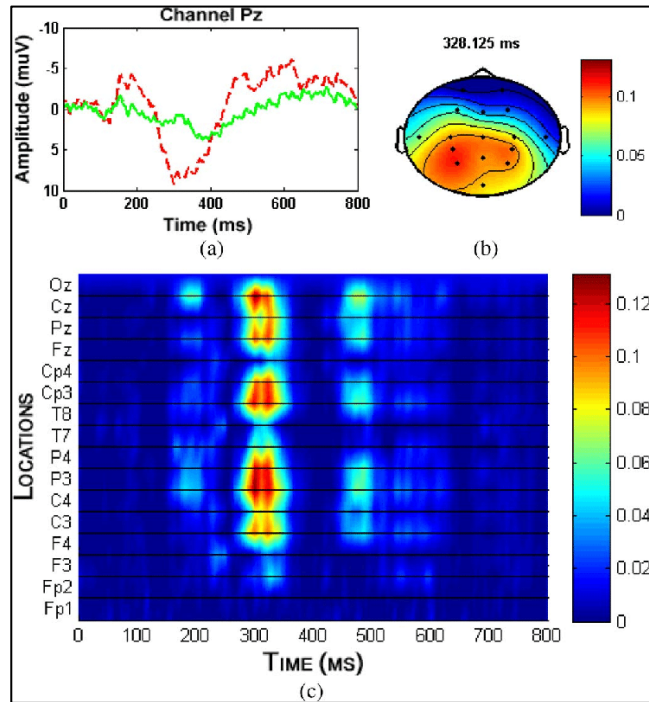 Channel Pz
Amplitude (muV)
-10
-5
0
5
10
0 200 400 600 800
Time (ms)
(a)
328.125 ms
0.1
0.05
0
(b)
LOCATIONS
Oz
Cz
Pz
Fz
Cp4
Cp3
T8
T7
P4
P3
C4
C3
F4
F3
Fp2
Fp1
0 100 200 300 400 500 600 700 800
TIME (MS)
0.12
0.1
0.08
0.06
0.04
0.02
0
(c)